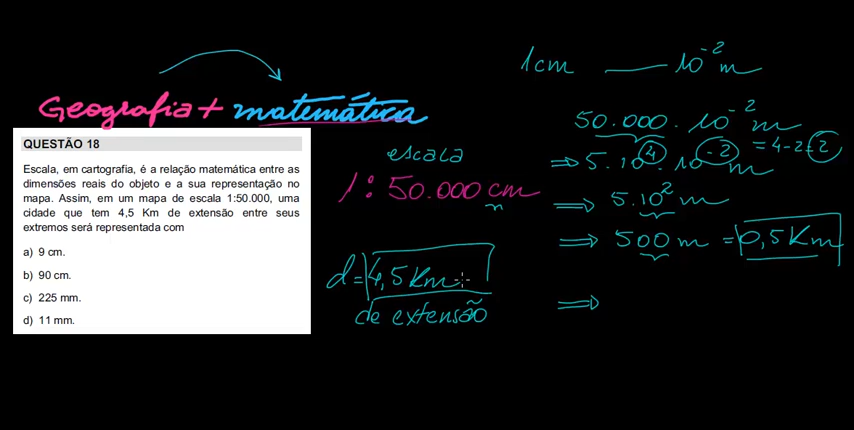 Geografia + matemática
QUESTÃO 18
Escala, em cartografia, é a relação matemática entre as
dimensões reais do objeto e a sua representação no
mapa. Assim, em um mapa de escala 1:50.000, uma
cidade que tem 4,5 Km de extensão entre seus
extremos será representada com
a) 9 cm.
b) 90 cm.
c) 225 mm.
d) 11 mm.
escala
1:50.000 cm
d = 4,5 Km
de extensão
1cm — 10⁻² m
50.000 . 10⁻² m
⇒ 5.10⁴ . 10⁻² m = 4-2=2
⇒ 5.10² m
⇒ 500 m = 0,5 Km
⇒